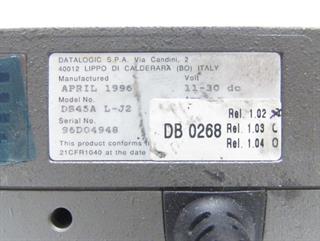 DATALOGIC S.P.A. Via Candini, 2
40012 LIPPO DI CALDERARA (BO) ITALY
Manufactured Volt
APRIL 1996 11-30 dc
Model No.
DS45A L-J2
Serial No.
96D04948
This product conforms
21CFR1040 at the date
DB 0268
Rel. 1.02
Rel. 1.03
Rel. 1.04